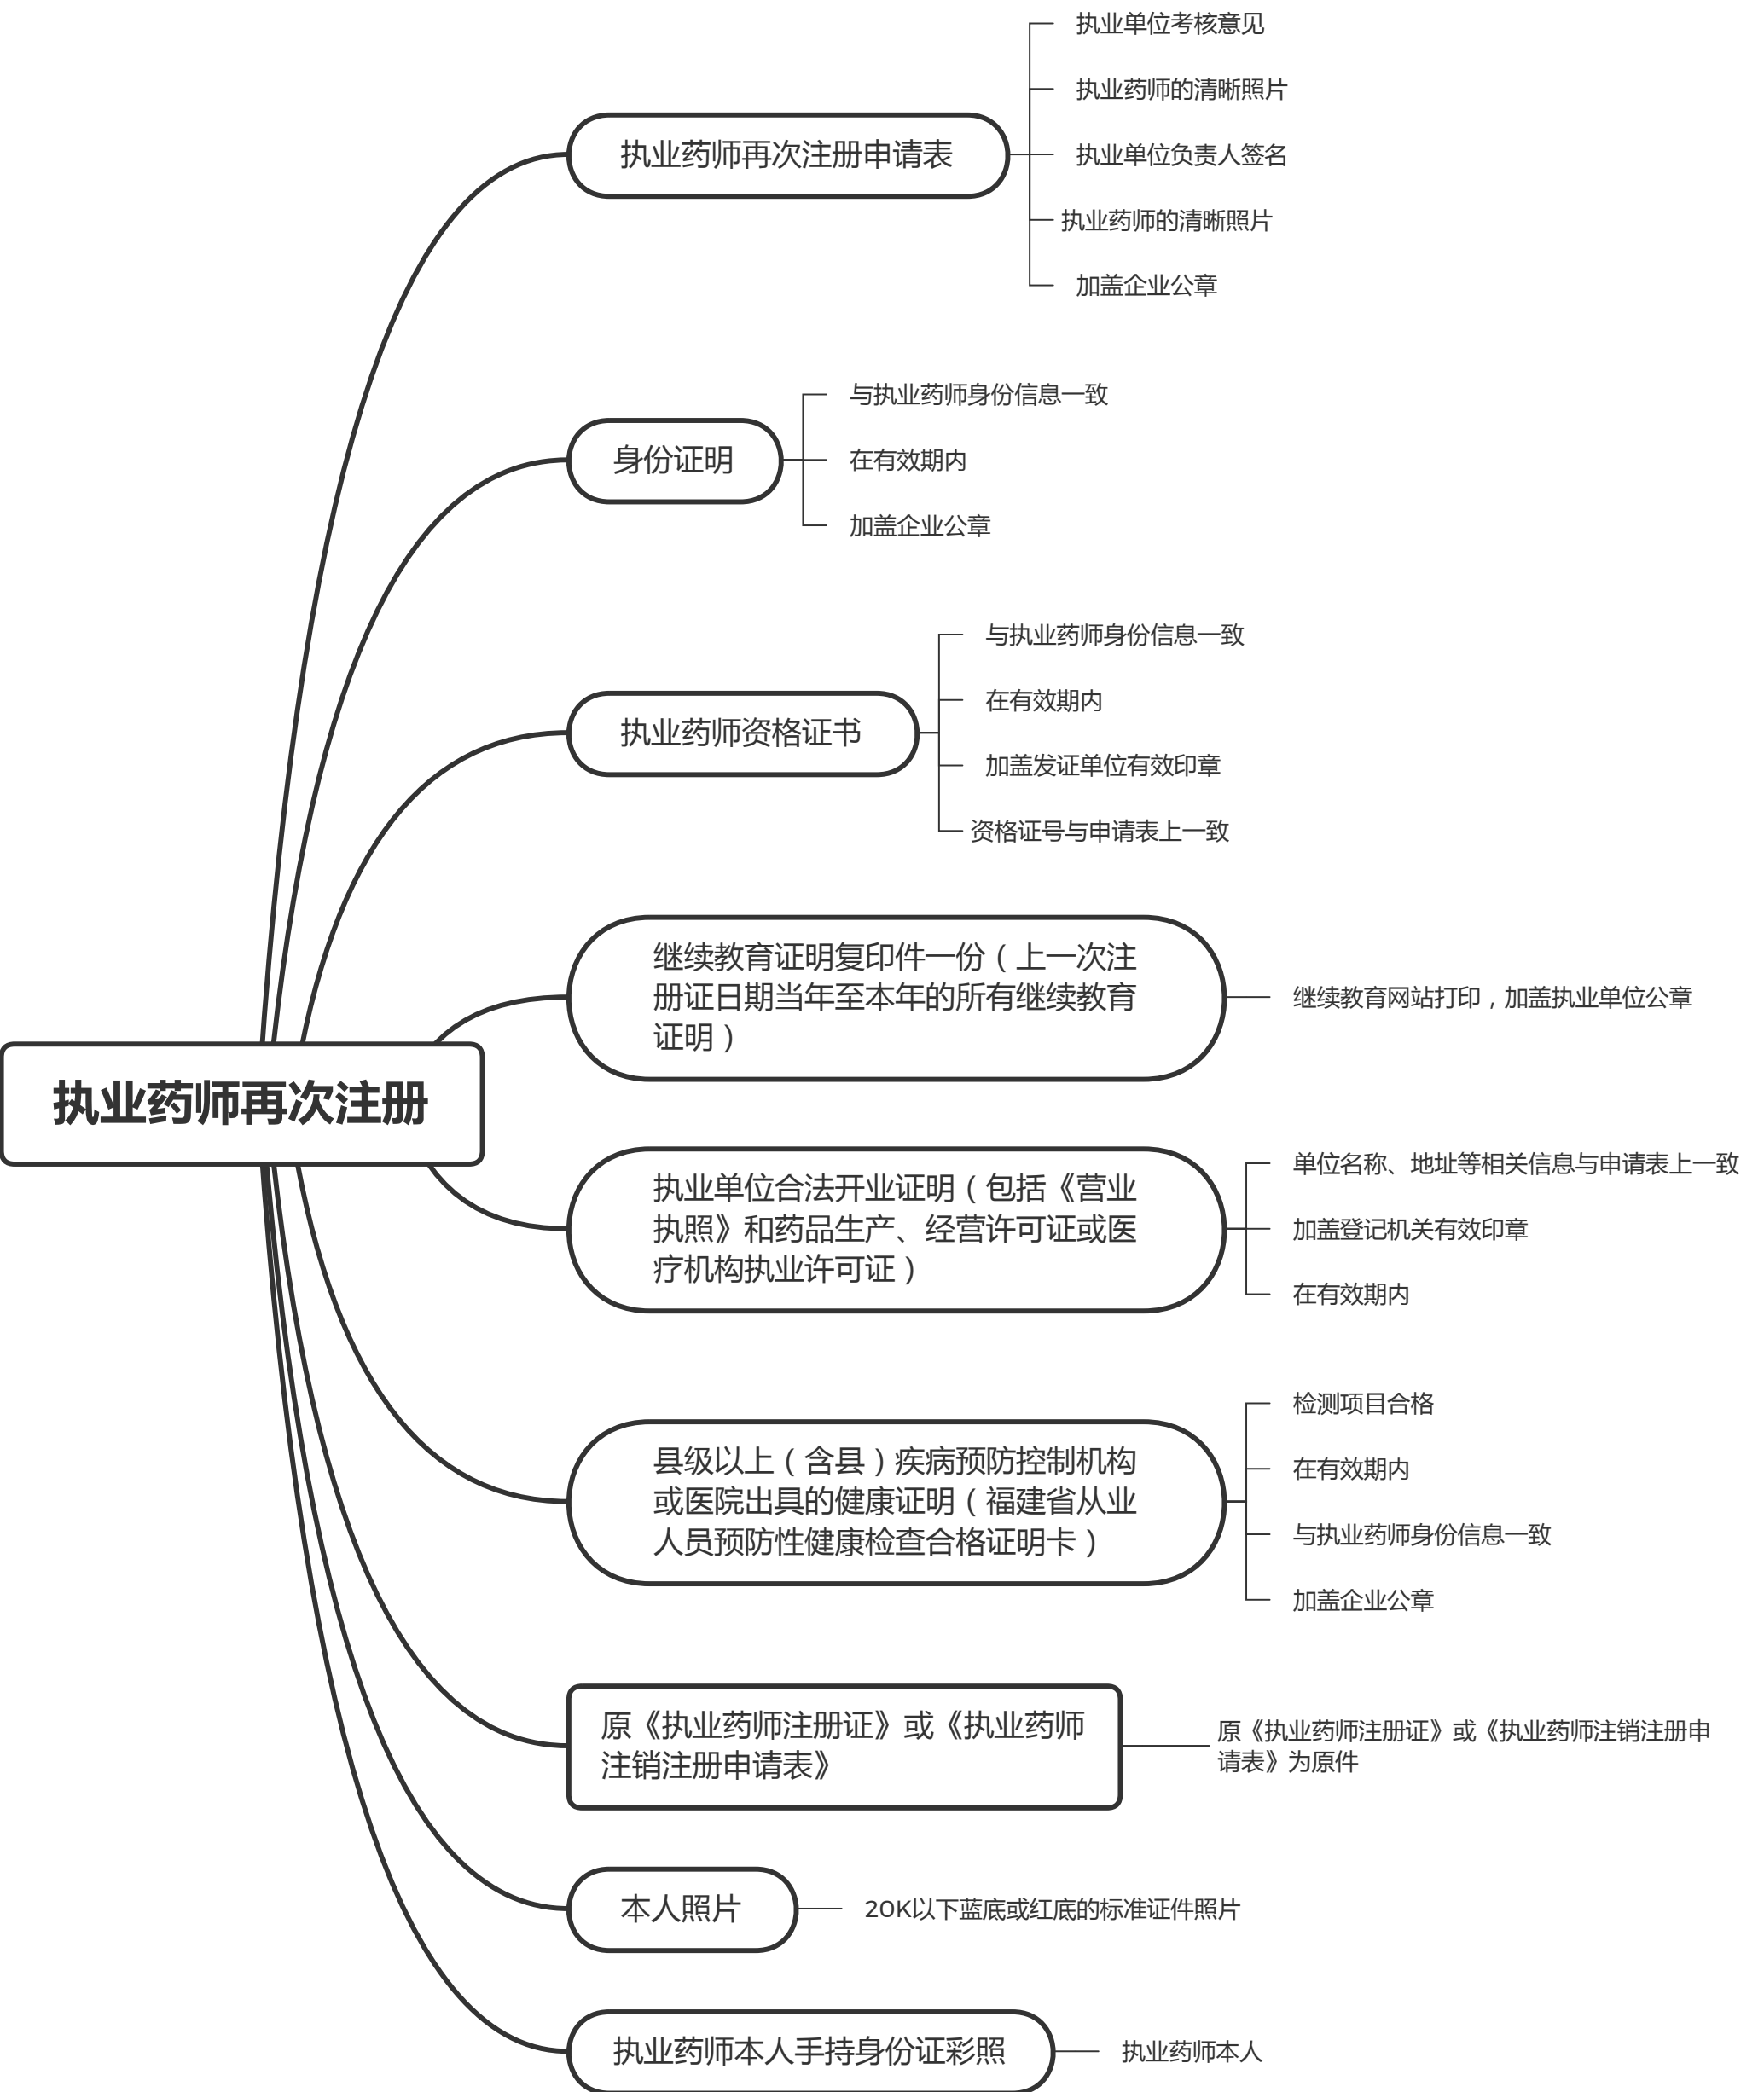 执业药师再次注册
执业药师再次注册申请表
执业单位考核意见
执业药师的清晰照片
执业单位负责人签名
执业药师的清晰照片
加盖企业公章
身份证明
与执业药师身份信息一致
在有效期内
加盖企业公章
执业药师资格证书
与执业药师身份信息一致
在有效期内
加盖发证单位有效印章
资格证号与申请表上一致
继续教育证明复印件一份（上一次注
册证日期当年至本年的所有继续教育
证明）
继续教育网站打印，加盖执业单位公章
执业单位合法开业证明（包括《营业
执照》和药品生产、经营许可证或医
疗机构执业许可证）
单位名称、地址等相关信息与申请表上一致
加盖登记机关有效印章
在有效期内
县级以上（含县）疾病预防控制机构
或医院出具的健康证明（福建省从业
人员预防性健康检查合格证明卡）
检测项目合格
在有效期内
与执业药师身份信息一致
加盖企业公章
原《执业药师注册证》或《执业药师
注销注册申请表》
原《执业药师注册证》或《执业药师注销注册申
请表》为原件
本人照片
20K以下蓝底或红底的标准证件照片
执业药师本人手持身份证彩照
执业药师本人